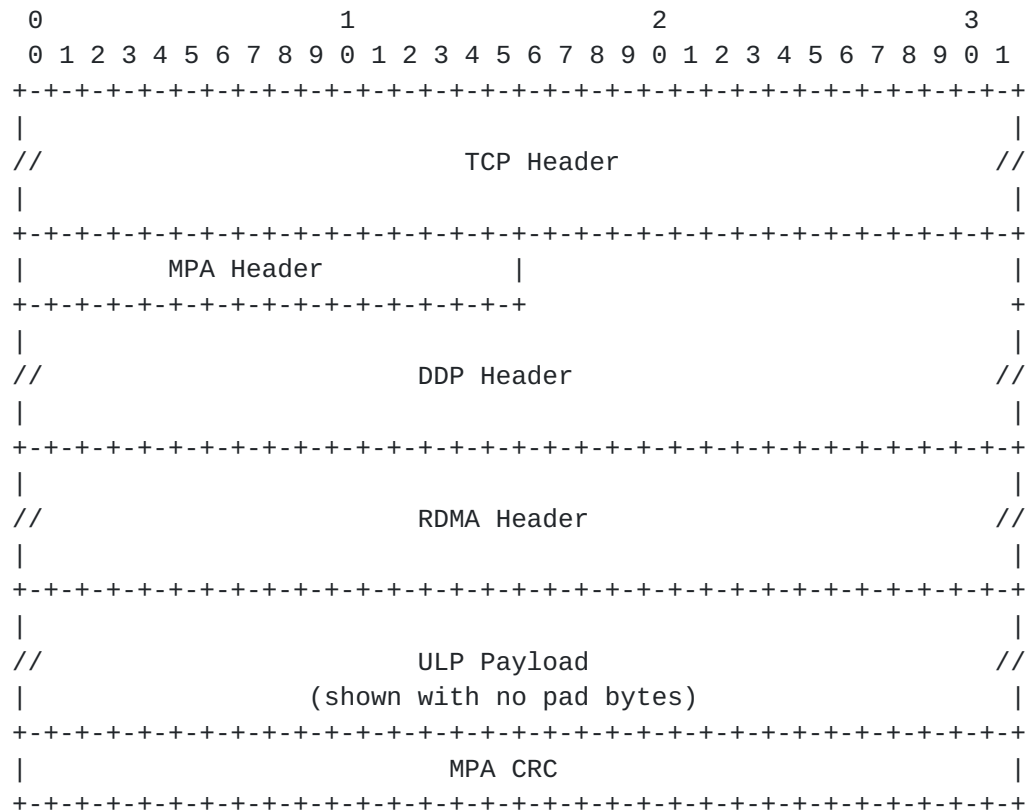 0                   1                   2                   3
0 1 2 3 4 5 6 7 8 9 0 1 2 3 4 5 6 7 8 9 0 1 2 3 4 5 6 7 8 9 0 1
+-+-+-+-+-+-+-+-+-+-+-+-+-+-+-+-+-+-+-+-+-+-+-+-+-+-+-+-+-+-+-+-+
|                                                               |
//                         TCP Header                          //
|                                                               |
+-+-+-+-+-+-+-+-+-+-+-+-+-+-+-+-+-+-+-+-+-+-+-+-+-+-+-+-+-+-+-+-+
|         MPA Header            |                               |
+-+-+-+-+-+-+-+-+-+-+-+-+-+-+-+-+                               +
|                                                               |
//                        DDP Header                           //
|                                                               |
+-+-+-+-+-+-+-+-+-+-+-+-+-+-+-+-+-+-+-+-+-+-+-+-+-+-+-+-+-+-+-+-+
|                                                               |
//                        RDMA Header                          //
|                                                               |
+-+-+-+-+-+-+-+-+-+-+-+-+-+-+-+-+-+-+-+-+-+-+-+-+-+-+-+-+-+-+-+-+
|                                                               |
//                        ULP Payload                          //
|                  (shown with no pad bytes)                    |
+-+-+-+-+-+-+-+-+-+-+-+-+-+-+-+-+-+-+-+-+-+-+-+-+-+-+-+-+-+-+-+-+
|                           MPA CRC                             |
+-+-+-+-+-+-+-+-+-+-+-+-+-+-+-+-+-+-+-+-+-+-+-+-+-+-+-+-+-+-+-+-+